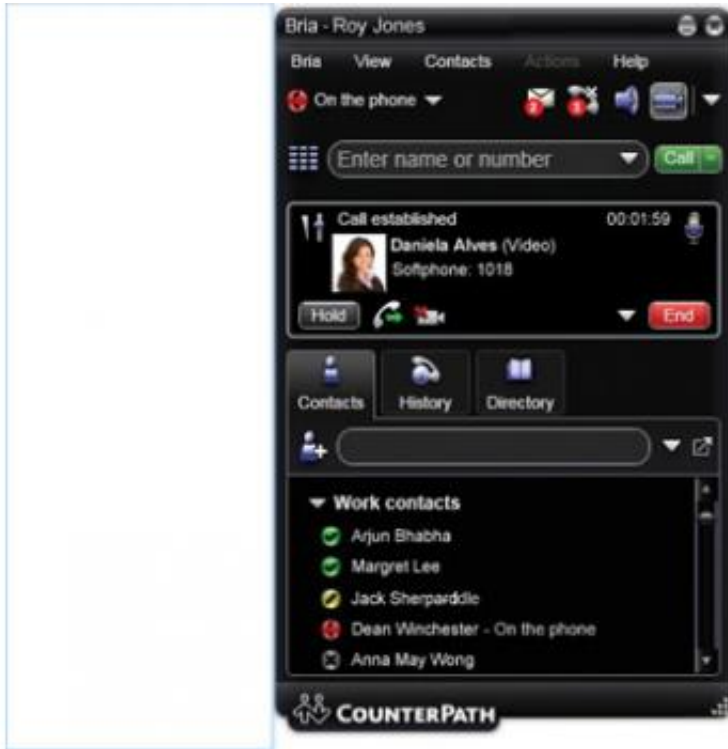 Bria - Roy Jones
Bria View Contacts Actions Help
On the phone
2 3
Enter name or number Call
Call established 00:01:59
Daniela Alves (Video)
Softphone: 1018
Hold End
Contacts History Directory
Work contacts
Arjun Bhabha
Margret Lee
Jack Sherparddle
Dean Winchester - On the phone
Anna May Wong
COUNTERPATH